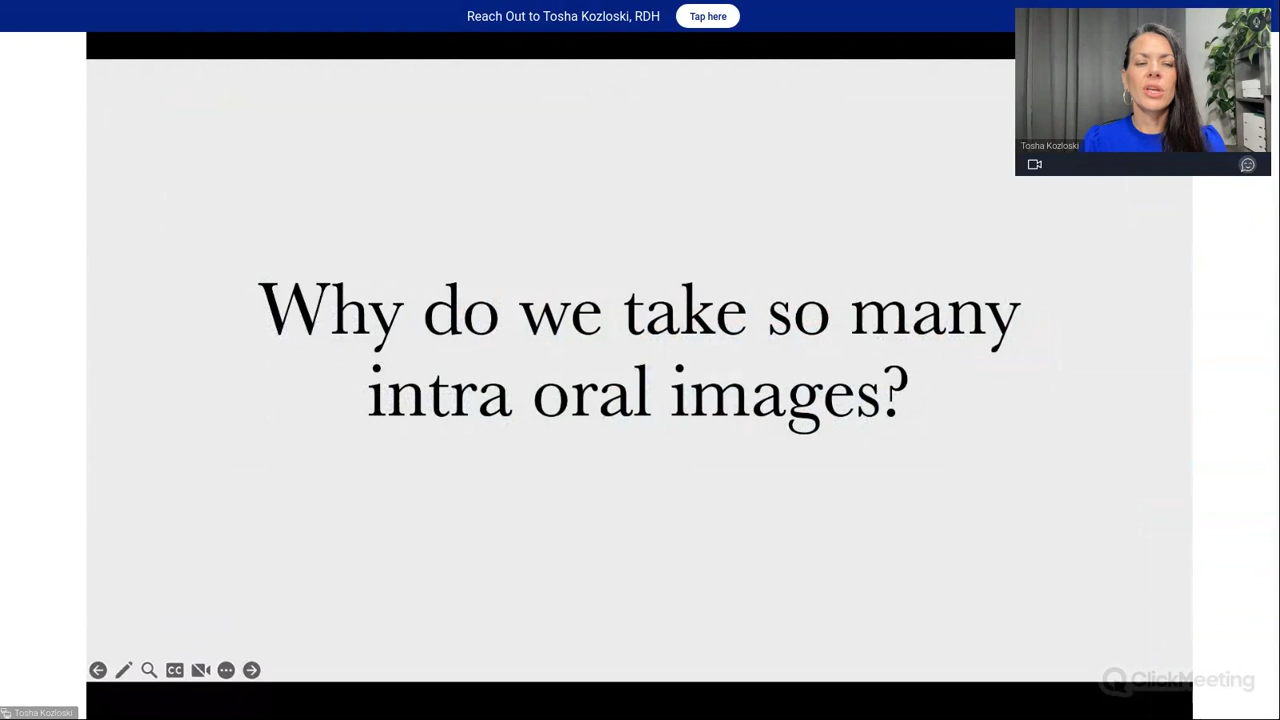 Reach Out to Tosha Kozloski, RDH
Tap here
Tosha Kozloski
Why do we take so many
intra oral images?
CC
ClickMeeting
Tosha Kozloski